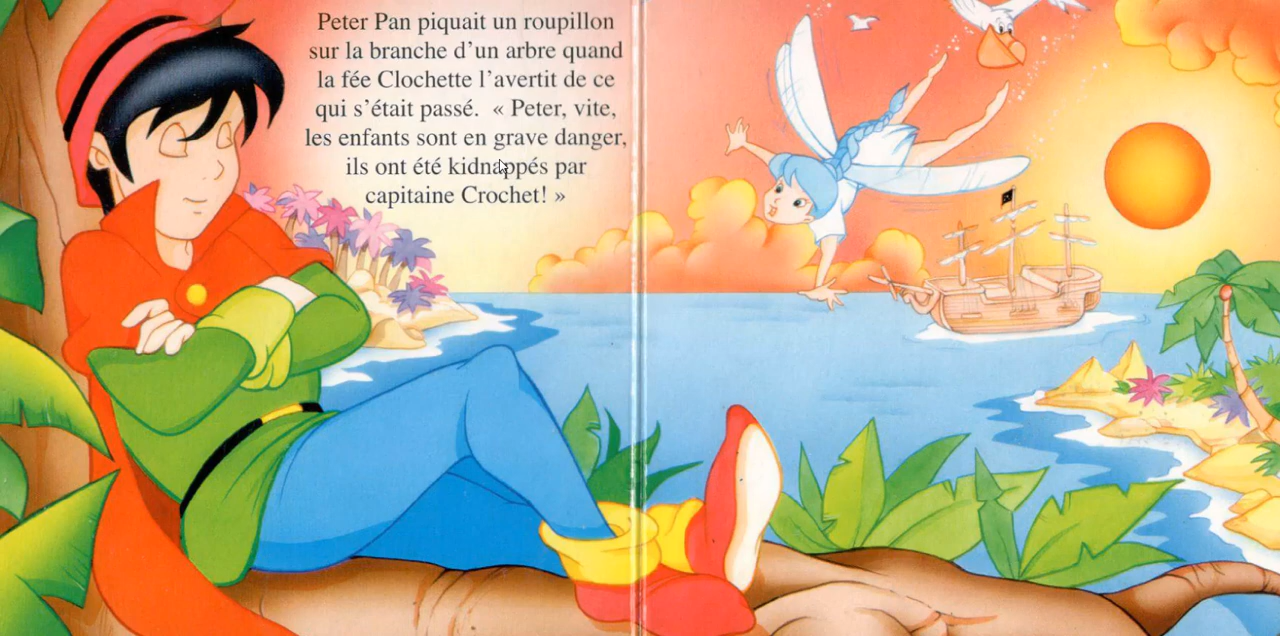 Peter Pan piquait un roupillon
sur la branche d’un arbre quand
la fée Clochette l’avertit de ce
qui s’était passé. « Peter, vite,
les enfants sont en grave danger,
ils ont été kidnappés par
capitaine Crochet! »